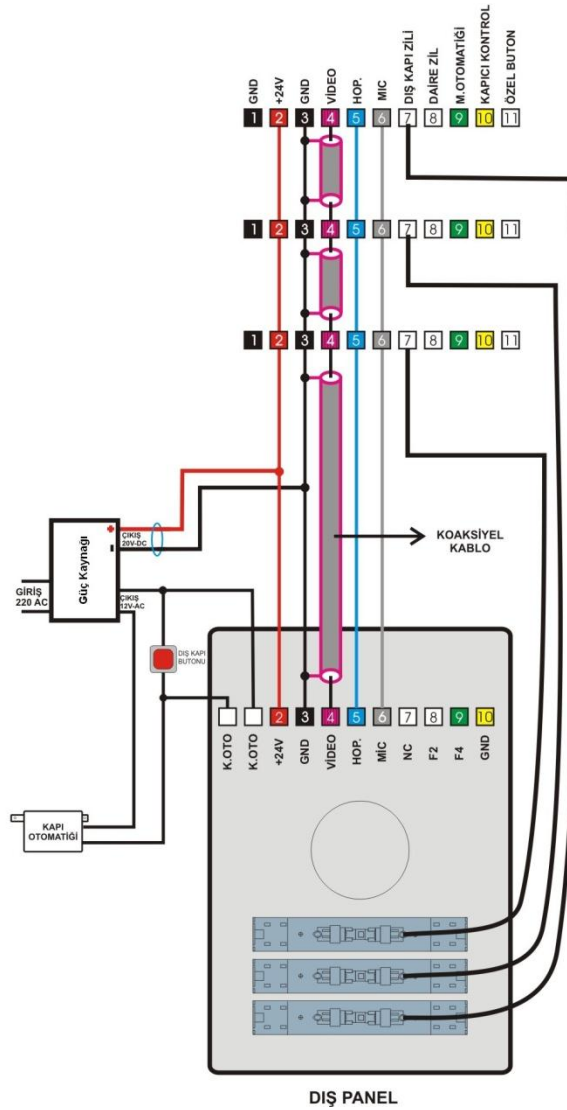 GND
+24V
GND
VİDEO
HOP.
MIC
DIŞ KAPI ZİLİ
DAİRE ZİL
M.OTOMATİĞİ
KAPICI KONTROL
ÖZEL BUTON
1 2 3 4 5 6 7 8 9 10 11
1 2 3 4 5 6 7 8 9 10 11
1 2 3 4 5 6 7 8 9 10 11
KOAKSİYEL
KABLO
Güç Kaynağı
+
-
ÇIKIŞ
20V-DC
GİRİŞ
220 AC
ÇIKIŞ
12V-AC
DIŞ KAPI
BUTONU
2 3 4 5 6 7 8 9 10
K.OTO
K.OTO
+24V
GND
VİDEO
HOP.
MİC
NC
F2
F4
GND
KAPI
OTOMATİĞİ
DIŞ PANEL